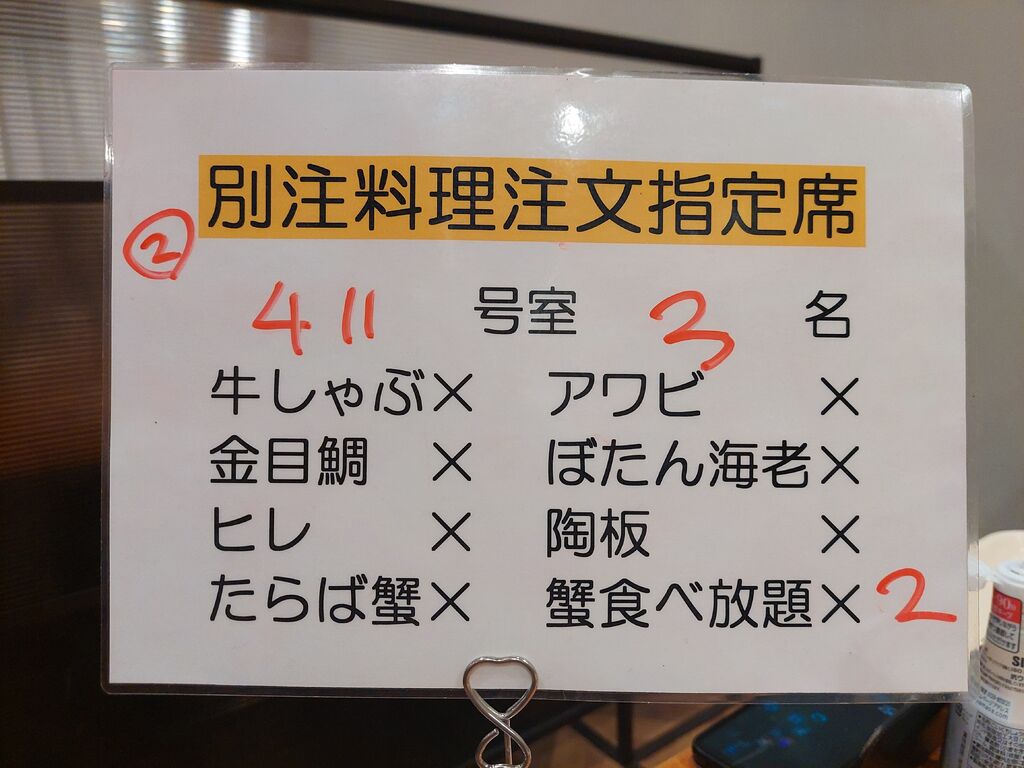 別注料理注文指定席
②
411 号室 3 名
牛しゃぶ× アワビ ×
金目鯛 × ぼたん海老×
ヒレ × 陶板 ×
たらば蟹× 蟹食べ放題×2